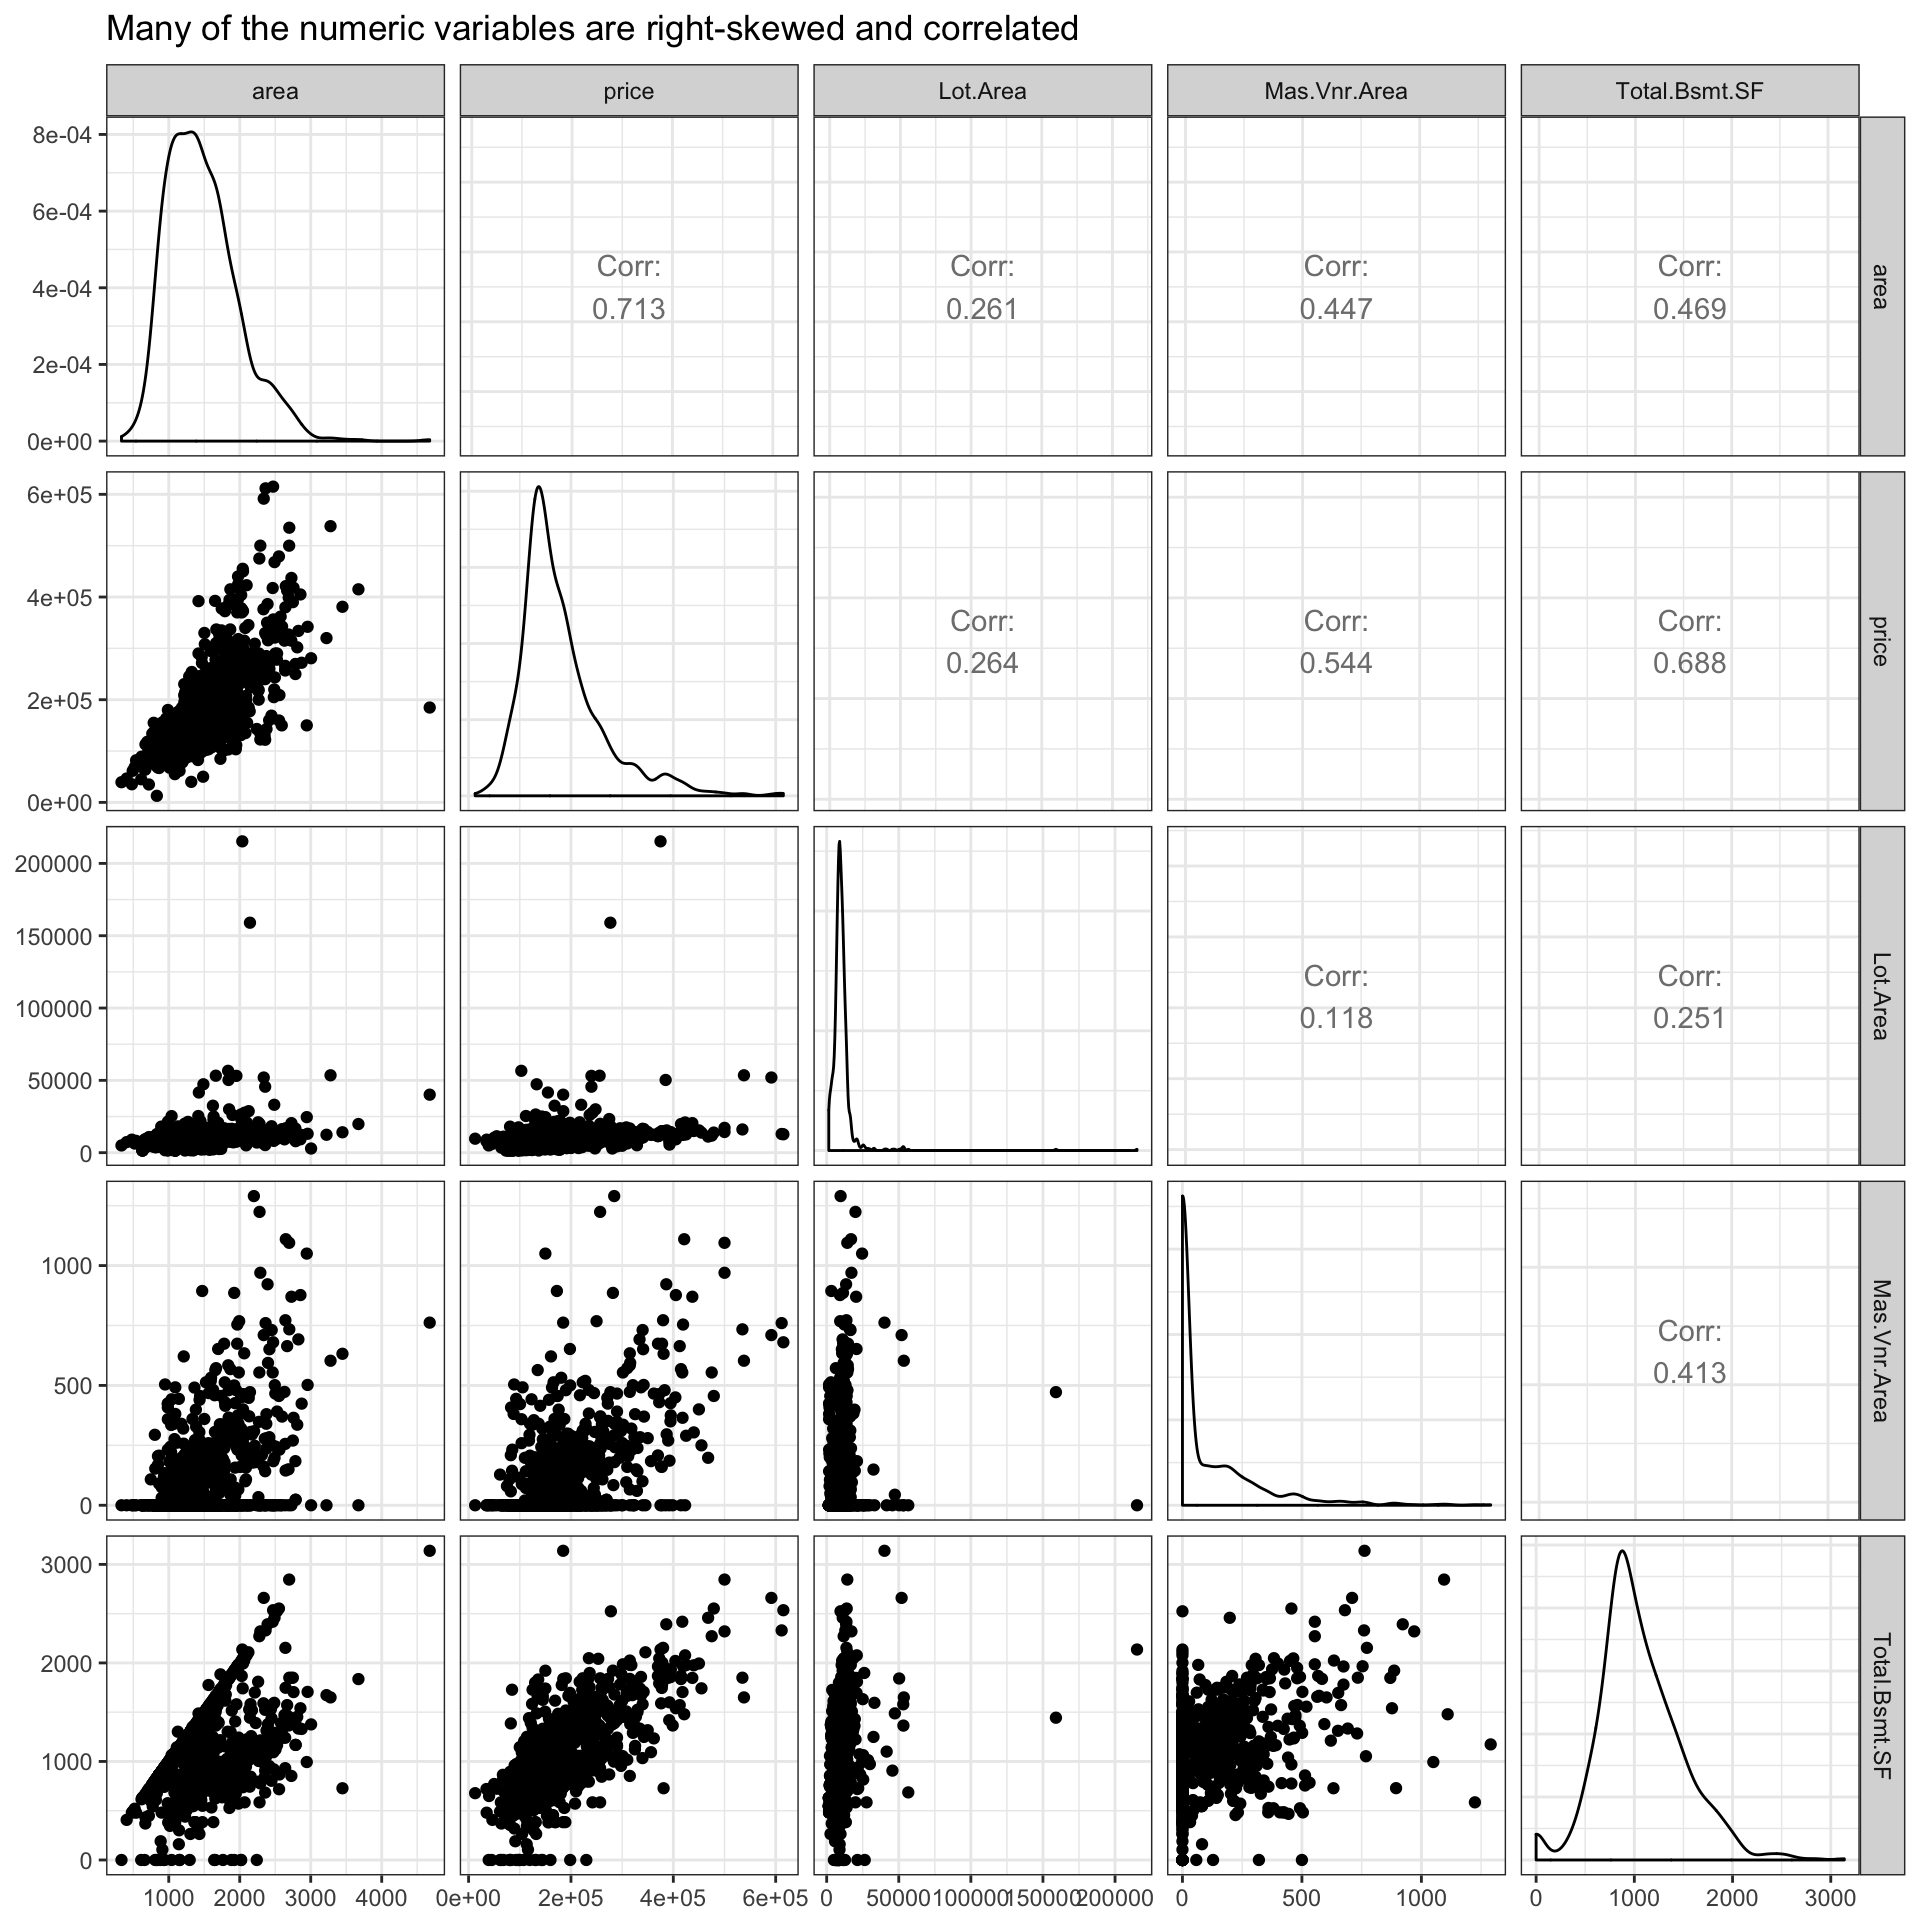 Many of the numeric variables are right-skewed and correlated
area price Lot.Area Mas.Vnr.Area Total.Bsmt.SF
8e-04
6e-04
4e-04
2e-04
0e+00
Corr:
0.713
Corr:
0.261
Corr:
0.447
Corr:
0.469
area
6e+05
4e+05
2e+05
0e+00
Corr:
0.264
Corr:
0.544
Corr:
0.688
price
200000
150000
100000
50000
0
Corr:
0.118
Corr:
0.251
Lot.Area
1000
500
0
Corr:
0.413
Mas.Vnr.Area
3000
2000
1000
0
Total.Bsmt.SF
1000 2000 3000 4000
0e+00 2e+05 4e+05 6e+05
0 50000 100000 150000 200000
0 500 1000
0 1000 2000 3000